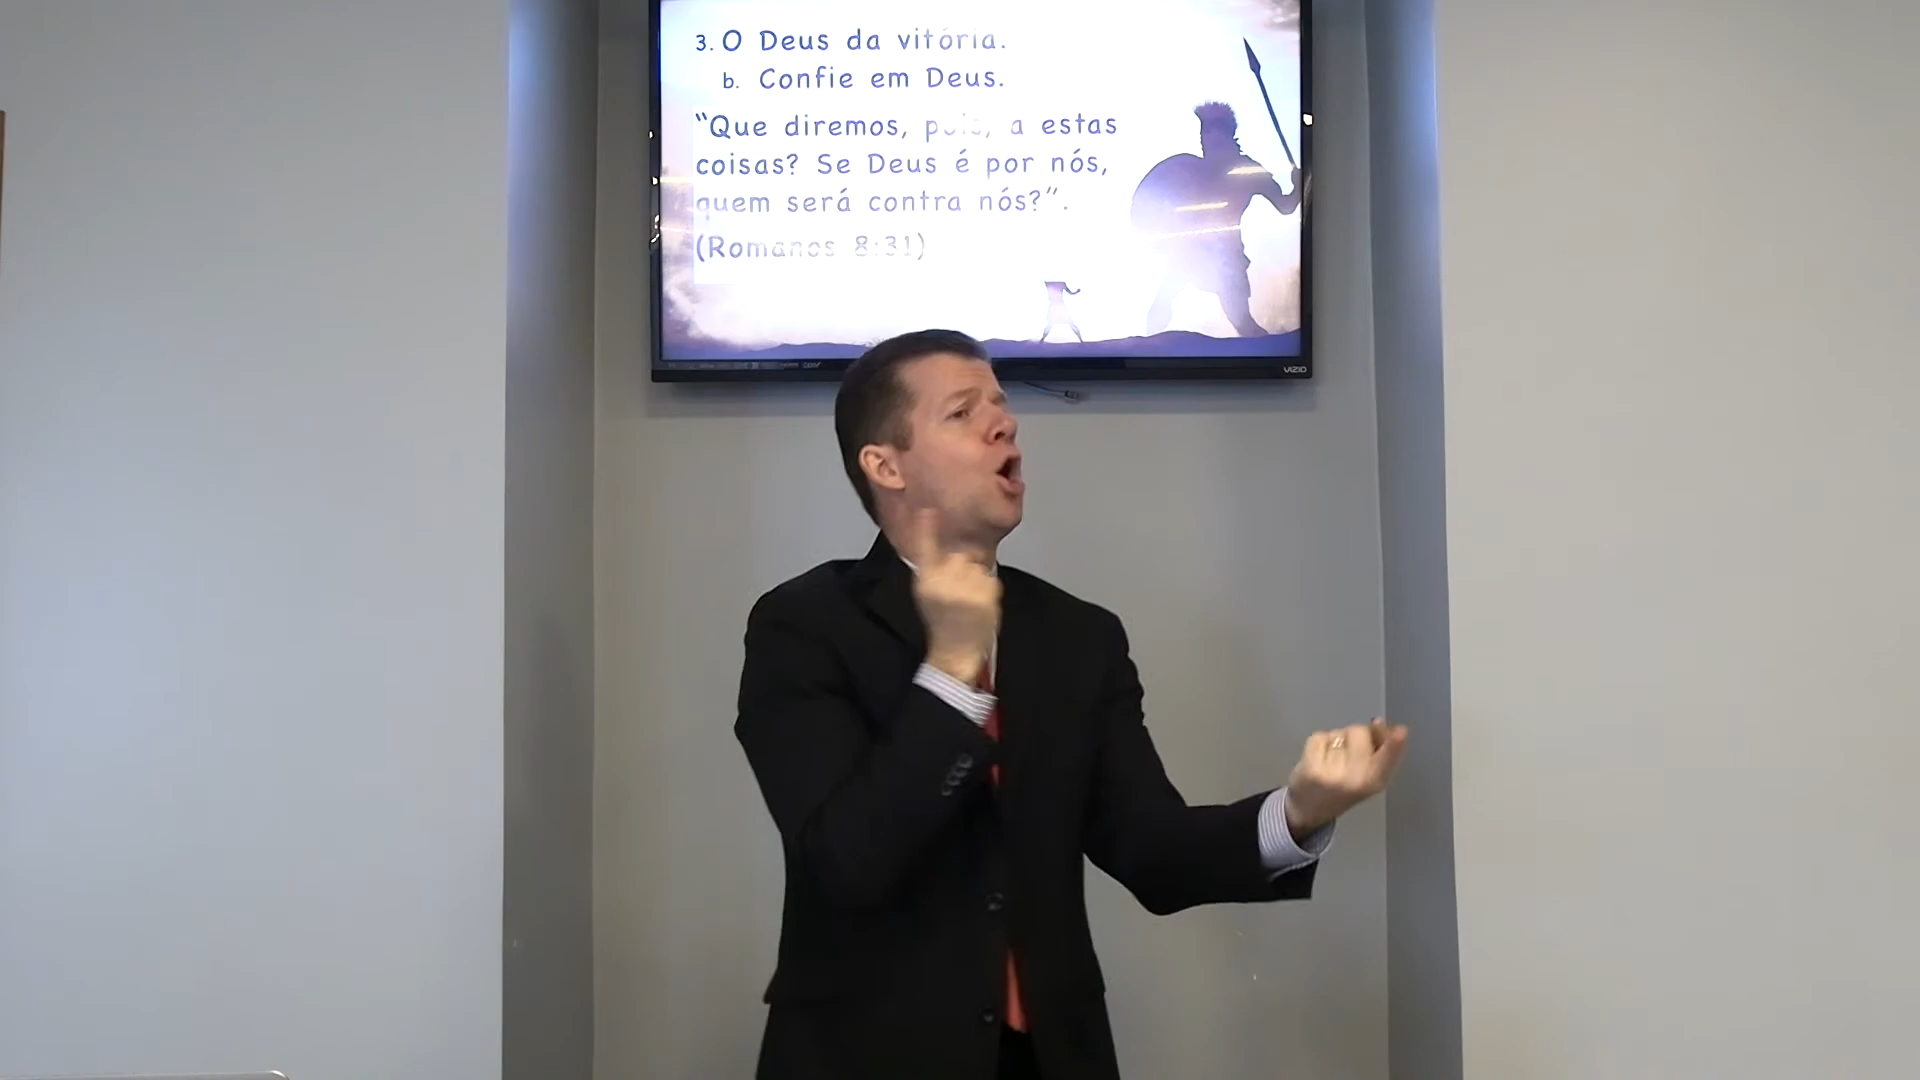 3. O Deus da vitória.
b. Confie em Deus.
“Que diremos, pois, a estas
coisas? Se Deus é por nós,
quem será contra nós?”.
(Romanos 8:31)
VIZIO